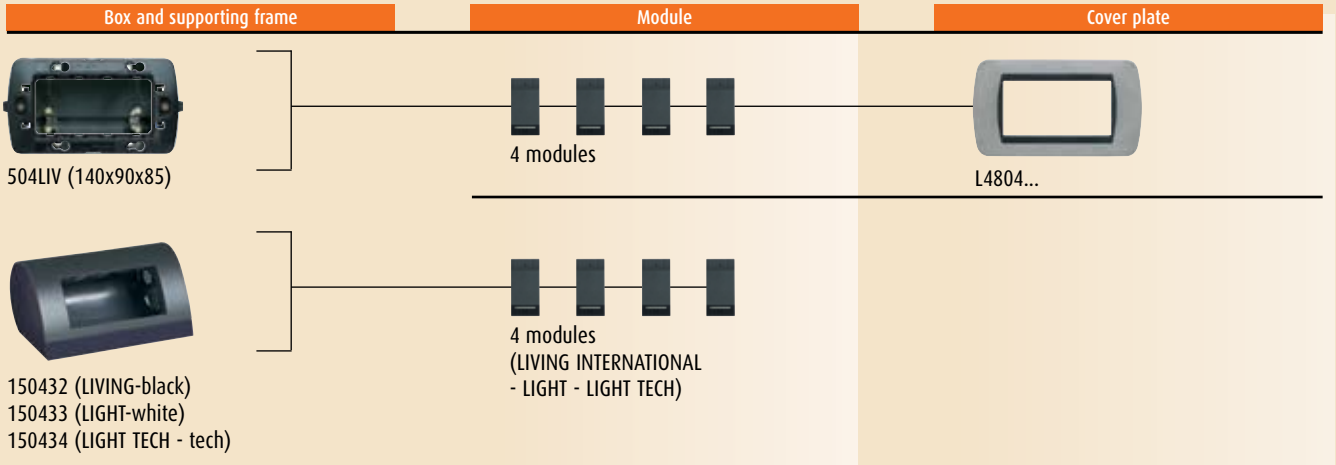 Box and supporting frame
Module
Cover plate
504LIV (140x90x85)
4 modules
L4804...
150432 (LIVING-black)
150433 (LIGHT-white)
150434 (LIGHT TECH - tech)
4 modules
(LIVING INTERNATIONAL
- LIGHT - LIGHT TECH)